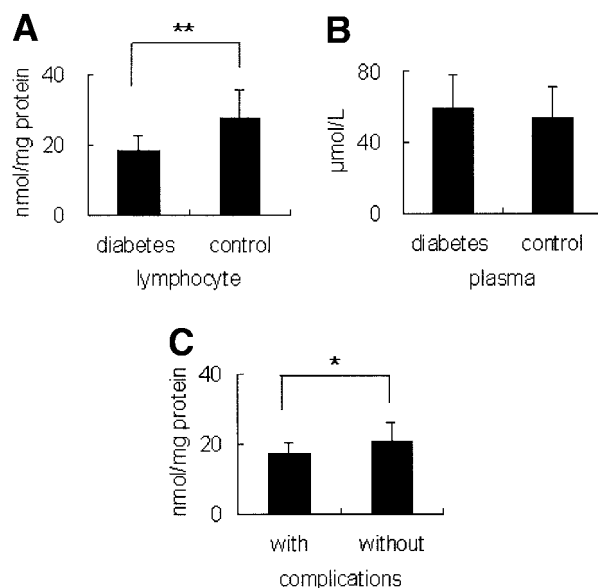 A
**
nmol/mg protein
40
20
0
diabetes control
lymphocyte
B
µmol/L
80
40
0
diabetes control
plasma
C
*
nmol/mg protein
40
20
0
with without
complications